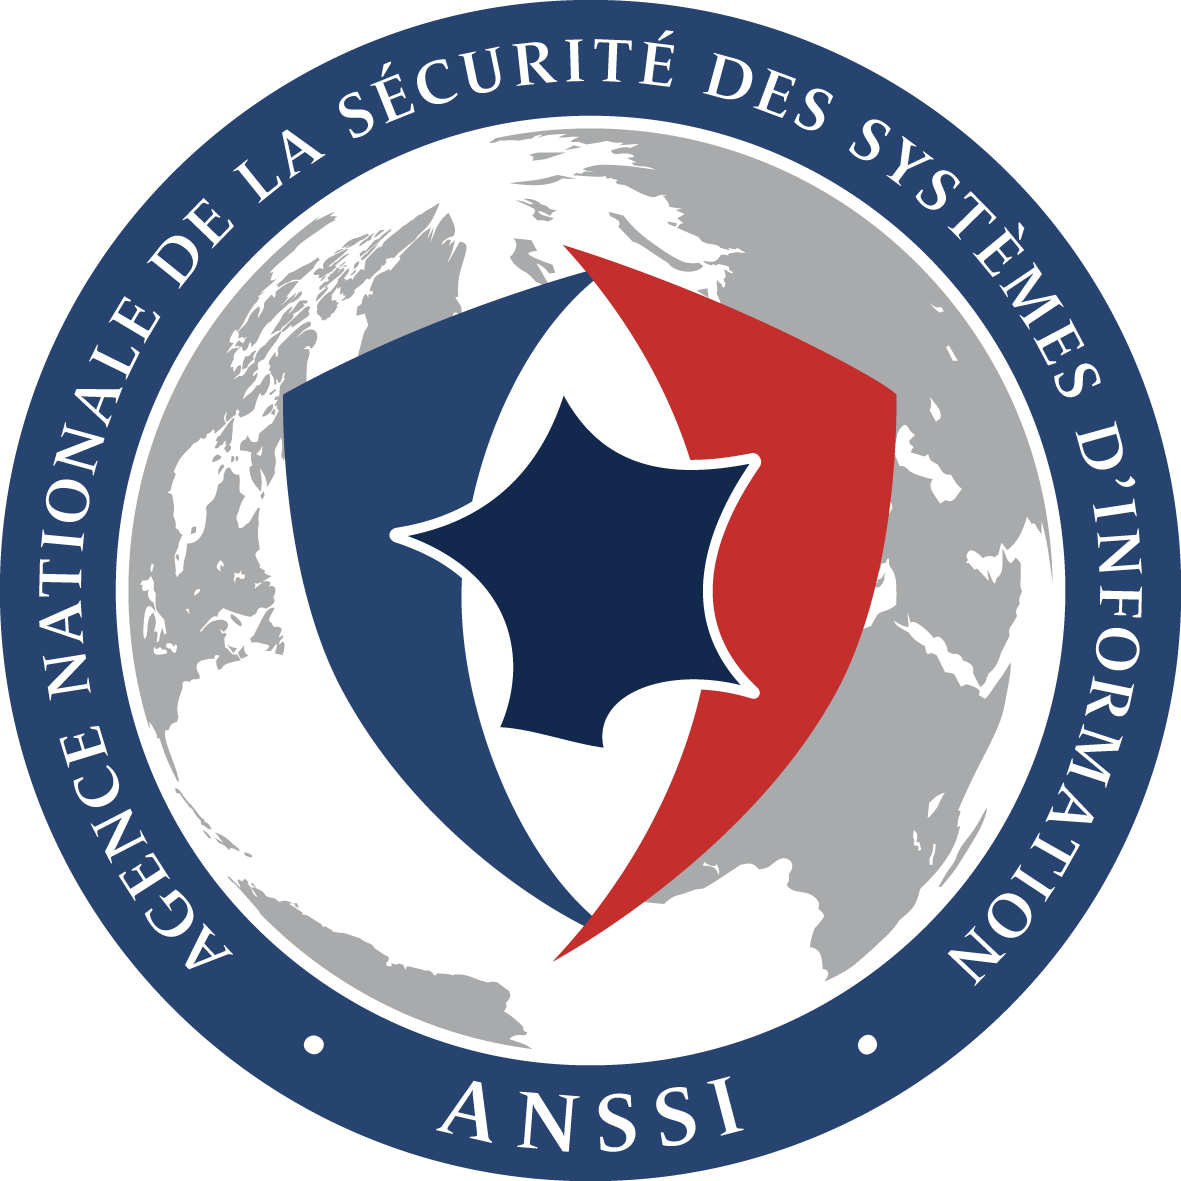 AGENCE NATIONALE DE LA SÉCURITÉ DES SYSTÈMES D'INFORMATION
ANSSI